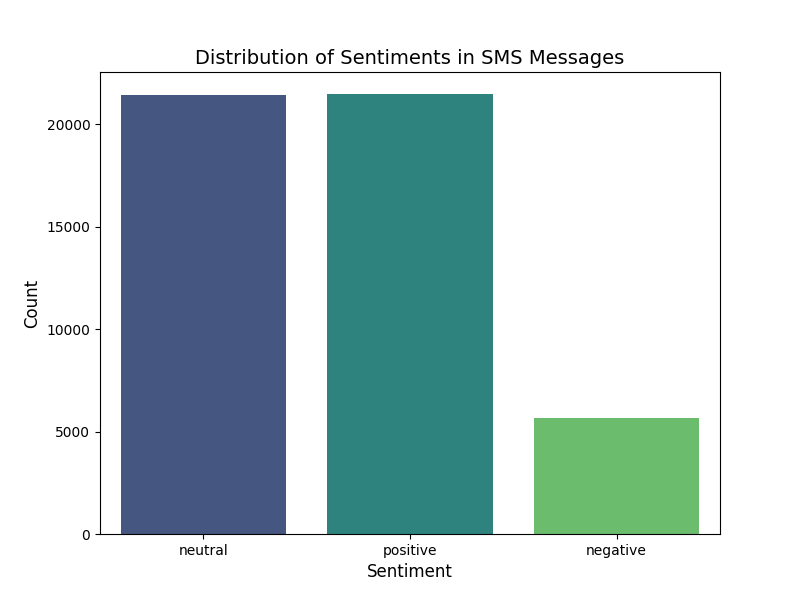 Distribution of Sentiments in SMS Messages
20000
15000
10000
5000
0
Count
neutral positive negative
Sentiment